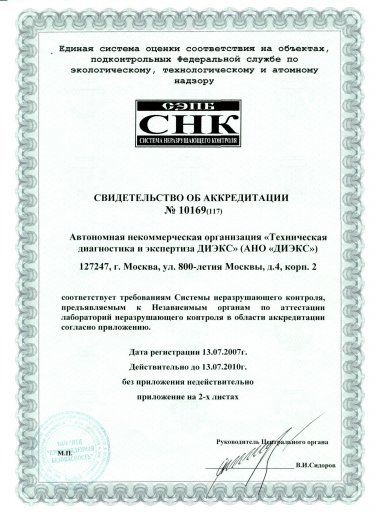 Единая система оценки соответствия на объектах,
подконтрольных Федеральной службе по
экологическому, технологическому и атомному
надзору
СЭПБ
СНК
СИСТЕМА НЕРАЗРУШАЮЩЕГО КОНТРОЛЯ
СВИДЕТЕЛЬСТВО ОБ АККРЕДИТАЦИИ
№ 10169(117)
Автономная некоммерческая организация «Техническая
диагностика и экспертиза ДИЭКС» (АНО «ДИЭКС»)
127247, г. Москва, ул. 800-летия Москвы, д.4, корп. 2
соответствует требованиям Системы неразрушающего контроля,
предъявляемым к Независимым органам по аттестации
лабораторий неразрушающего контроля в области аккредитации
согласно приложению.
Дата регистрации 13.07.2007г.
Действительно до 13.07.2010г.
без приложения недействительно
приложение на 2-х листах
Руководитель Центрального органа
М.П.
В.И.Сидоров